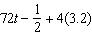 72t − 1/2 + 4(3.2)